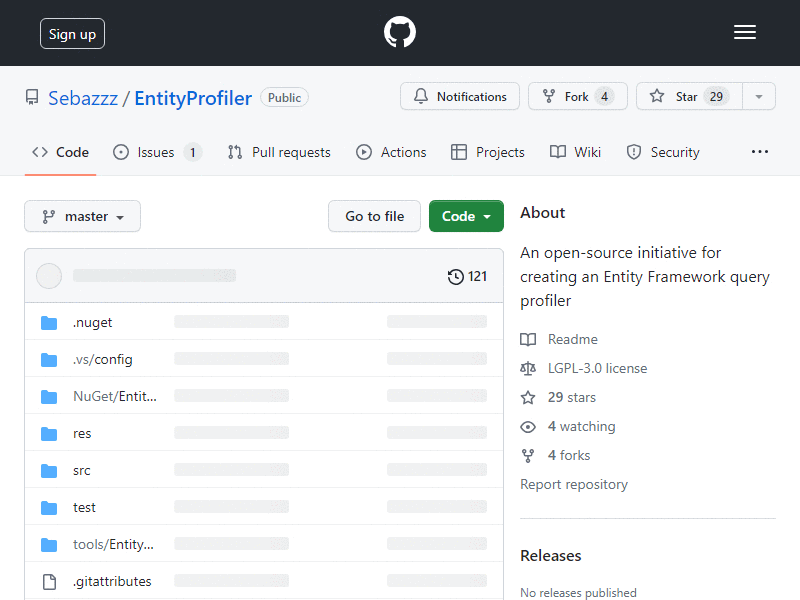 Sign up
Sebazzz / EntityProfiler Public
Notifications Fork 4 Star 29
Code Issues 1 Pull requests Actions Projects Wiki Security
master Go to file Code
121
.nuget
.vs/config
NuGet/Entit...
res
src
test
tools/Entity...
.gitattributes
About
An open-source initiative for
creating an Entity Framework query
profiler
Readme
LGPL-3.0 license
29 stars
4 watching
4 forks
Report repository
Releases
No releases published